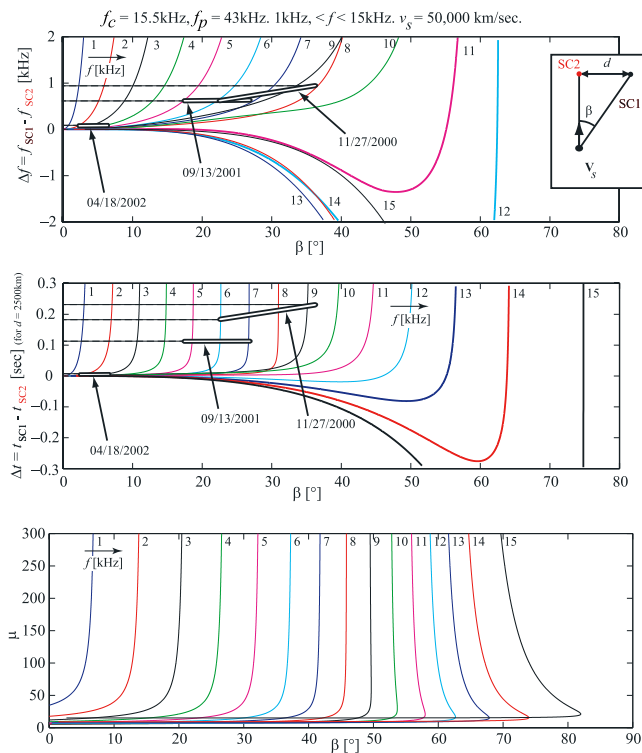 f_c = 15.5kHz, f_p = 43kHz. 1kHz, < f < 15kHz. v_s = 50,000 km/sec.
Δf = f_SC1 - f_SC2 [kHz]
2
1
0
−1
−2
1 2 3 4 5 6 7 8 10 11
f [kHz]
11/27/2000
09/13/2001
04/18/2002
13 14 15 12
0 10 20 30 40 50 60 70 80
β [°]
SC2
d
SC1
β
v_s
Δt = t_SC1 - t_SC2 [sec] (for d = 2500km)
0.3
0.2
0.1
0
−0.1
−0.2
−0.3
1 2 3 4 5 6 7 8 9 10 11 12 13 14 15
f [kHz]
09/13/2001
11/27/2000
04/18/2002
0 10 20 30 40 50 60 70 80
β [°]
μ
300
250
200
150
100
50
0
1 2 3 4 5 6 7 8 9 10 11 12 13 14 15
f [kHz]
0 10 20 30 40 50 60 70 80 90
β [°]